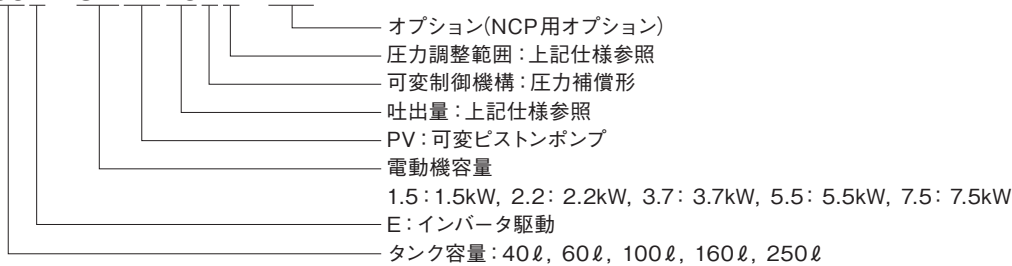 オプション(NCP用オプション)
圧力調整範囲：上記仕様参照
可変制御機構：圧力補償形
吐出量：上記仕様参照
PV：可変ピストンポンプ
電動機容量
1.5：1.5kW, 2.2：2.2kW, 3.7：3.7kW, 5.5：5.5kW, 7.5：7.5kW
E：インバータ駆動
タンク容量：40ℓ, 60ℓ, 100ℓ, 160ℓ, 250ℓ